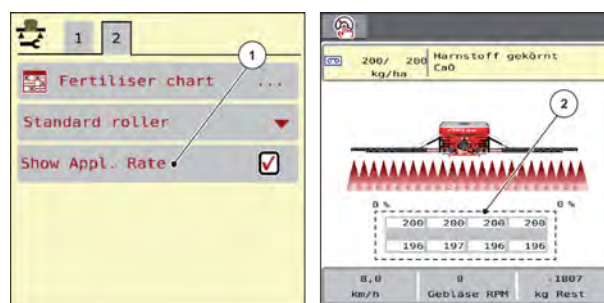 1 2
1
Fertiliser chart ...
Standard roller
Show Appl. Rate
200/ 200
kg/ha
Harnstoff gekörnt
CaO
2
0 % 0 %
200 200 200 200
196 197 196 196
8,0 0 -1807
km/h Gebläse RPM kg Rest